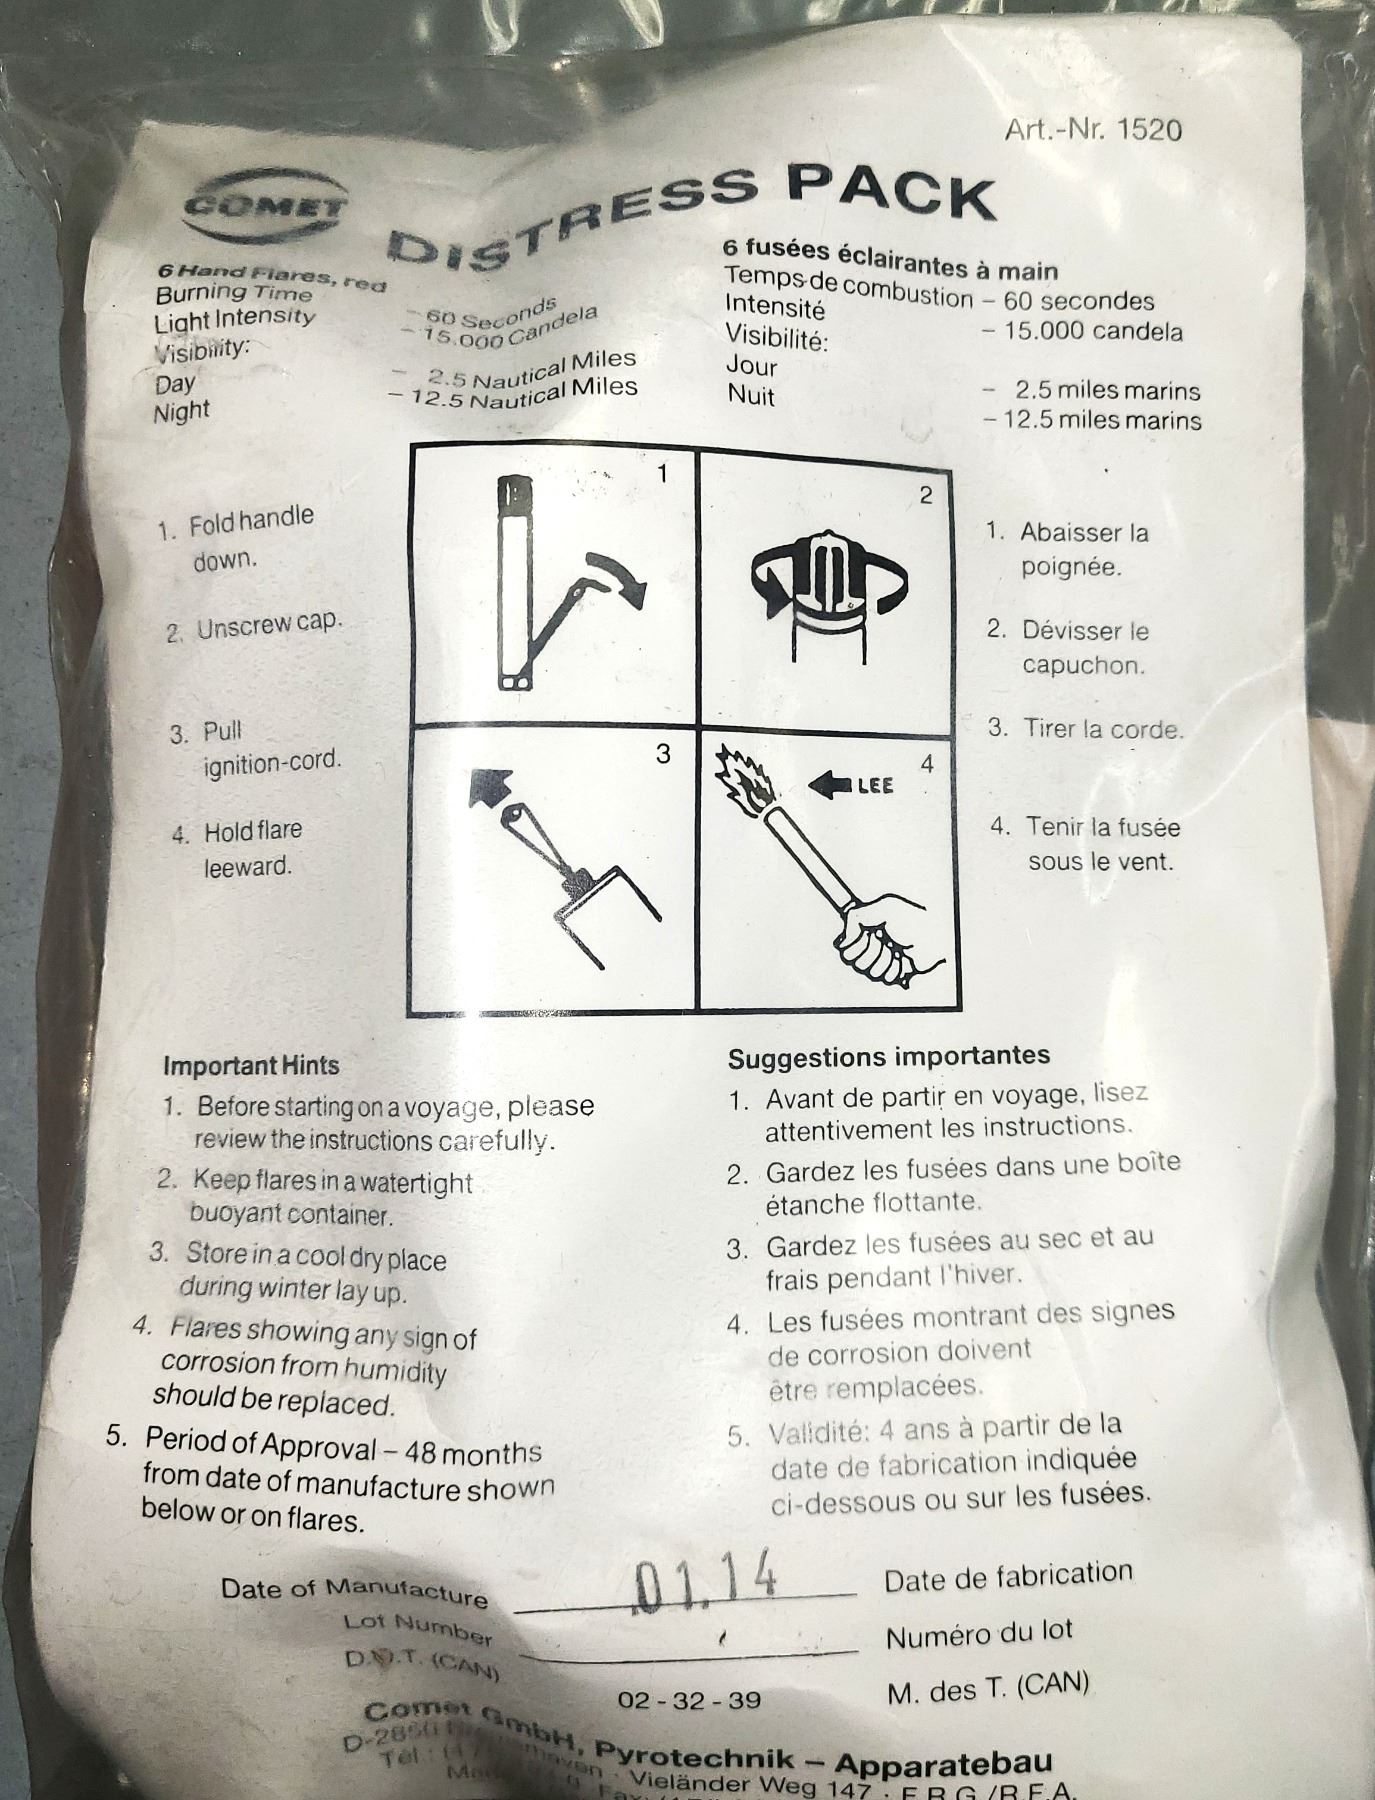 Art.-Nr. 1520
COMET
DISTRESS PACK
6 Hand Flares, red
Burning Time – 60 Seconds
Light Intensity – 15.000 Candela
Visibility:
Day – 2.5 Nautical Miles
Night – 12.5 Nautical Miles
6 fusées éclairantes à main
Temps de combustion – 60 secondes
Intensité – 15.000 candela
Visibilité:
Jour – 2.5 miles marins
Nuit – 12.5 miles marins
1. Fold handle
down.
2. Unscrew cap.
3. Pull
ignition-cord.
4. Hold flare
leeward.
1
2
3
4
LEE
1. Abaisser la
poignée.
2. Dévisser le
capuchon.
3. Tirer la corde.
4. Tenir la fusée
sous le vent.
Important Hints
1. Before starting on a voyage, please
review the instructions carefully.
2. Keep flares in a watertight
buoyant container.
3. Store in a cool dry place
during winter lay up.
4. Flares showing any sign of
corrosion from humidity
should be replaced.
5. Period of Approval – 48 months
from date of manufacture shown
below or on flares.
Suggestions importantes
1. Avant de partir en voyage, lisez
attentivement les instructions.
2. Gardez les fusées dans une boîte
étanche flottante.
3. Gardez les fusées au sec et au
frais pendant l'hiver.
4. Les fusées montrant des signes
de corrosion doivent
être remplacées.
5. Validité: 4 ans à partir de la
date de fabrication indiquée
ci-dessous ou sur les fusées.
Date of Manufacture 01.14 Date de fabrication
Lot Number Numéro du lot
D.O.T. (CAN) 02 - 32 - 39 M. des T. (CAN)
Comet GmbH, Pyrotechnik – Apparatebau
Vieländer Weg 147 · F.R.G./R.F.A.
Tel.: